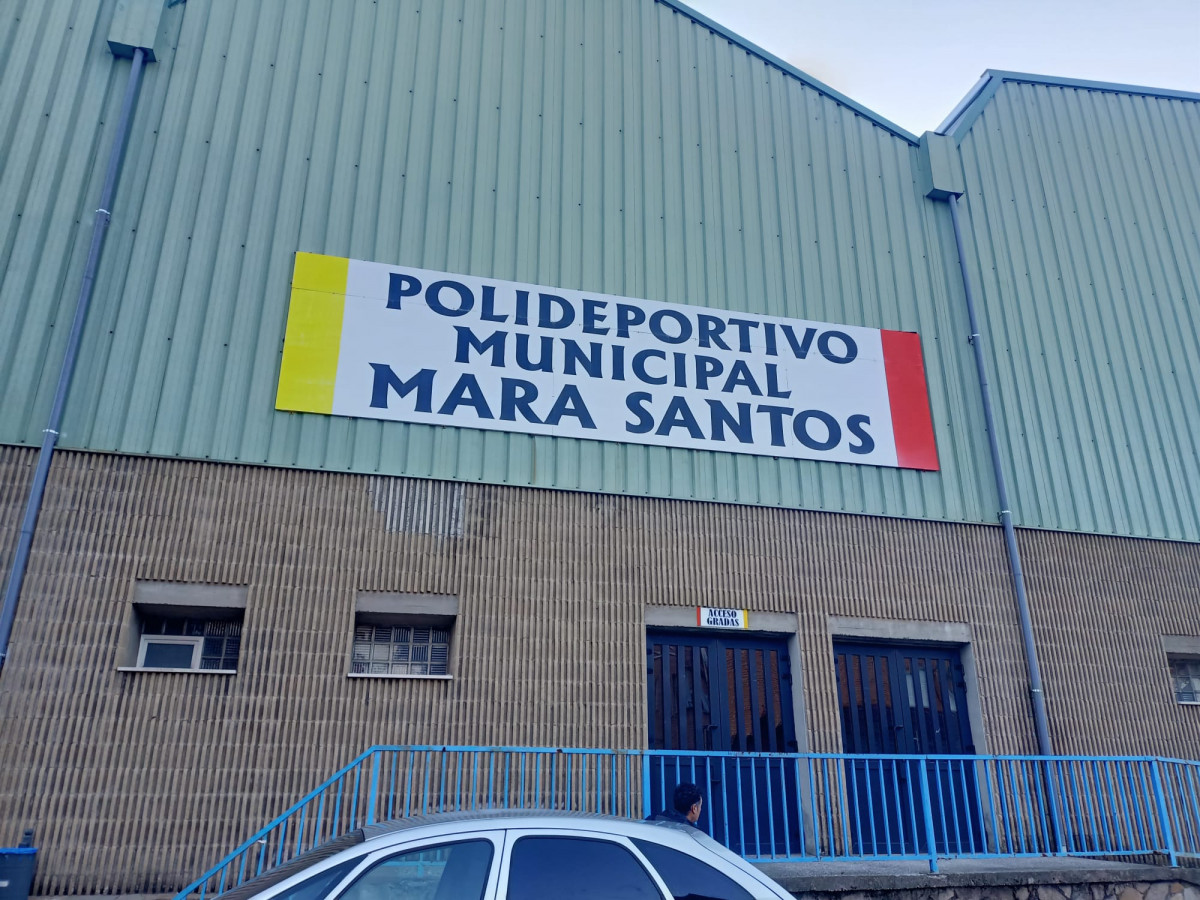 POLIDEPORTIVO
MUNICIPAL
MARA SANTOS
ACCESO
GRADAS